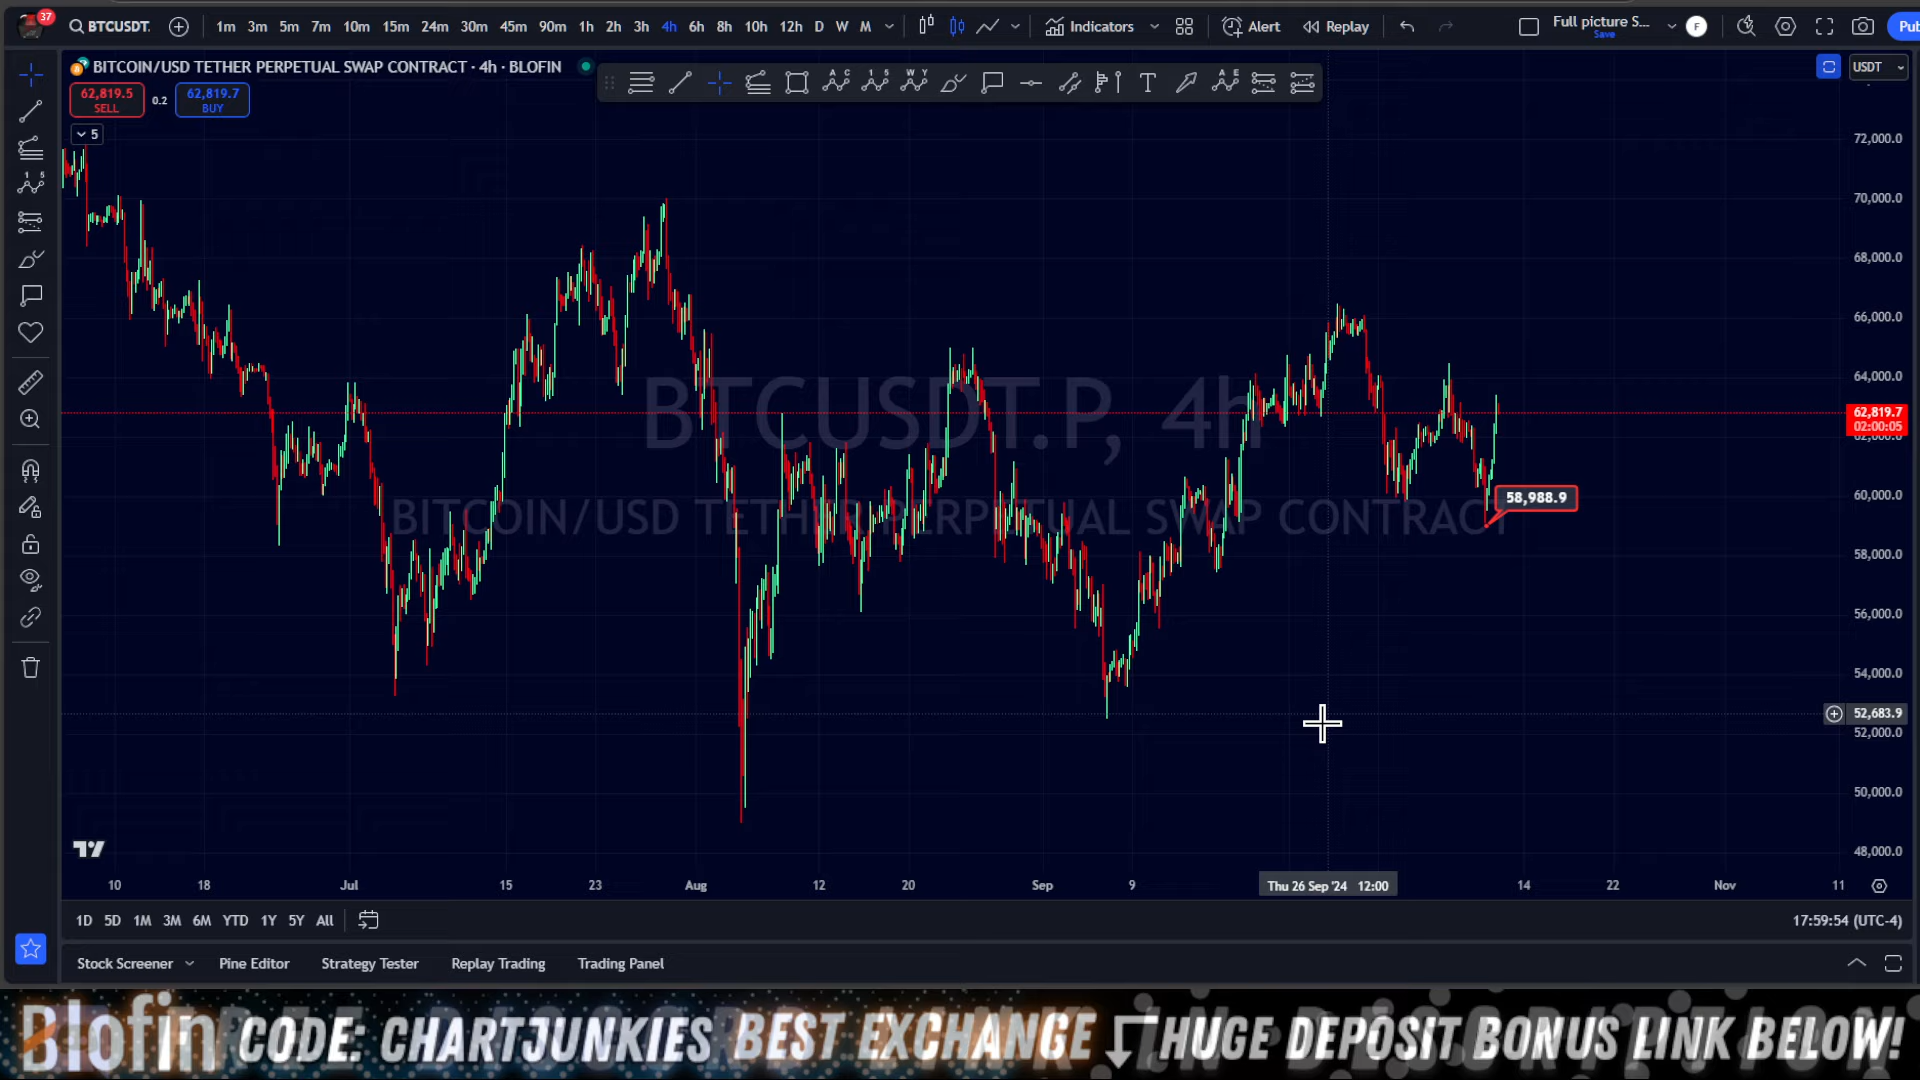 37
BTCUSDT.
1m 3m 5m 7m 10m 15m 24m 30m 45m 90m 1h 2h 3h 4h 6h 8h 10h 12h D W M
Indicators
Alert
Replay
Full picture S...
Save
F
Pub
BITCOIN/USD TETHER PERPETUAL SWAP CONTRACT · 4h · BLOFIN
USDT
62,819.5
SELL
0.2
62,819.7
BUY
5
72,000.0
70,000.0
68,000.0
66,000.0
64,000.0
62,819.7
02:00:05
62,000.0
60,000.0
58,000.0
56,000.0
54,000.0
52,683.9
52,000.0
50,000.0
48,000.0
BTCUSDT.P, 4h
BITCOIN/USD TETHER PERPETUAL SWAP CONTRACT
58,988.9
10 18 Jul 15 23 Aug 12 20 Sep 9 Thu 26 Sep '24 12:00 14 22 Nov 11
1D 5D 1M 3M 6M YTD 1Y 5Y All
17:59:54 (UTC-4)
Stock Screener Pine Editor Strategy Tester Replay Trading Trading Panel
Blofin CODE: CHARTJUNKIES BEST EXCHANGE HUGE DEPOSIT BONUS LINK BELOW!